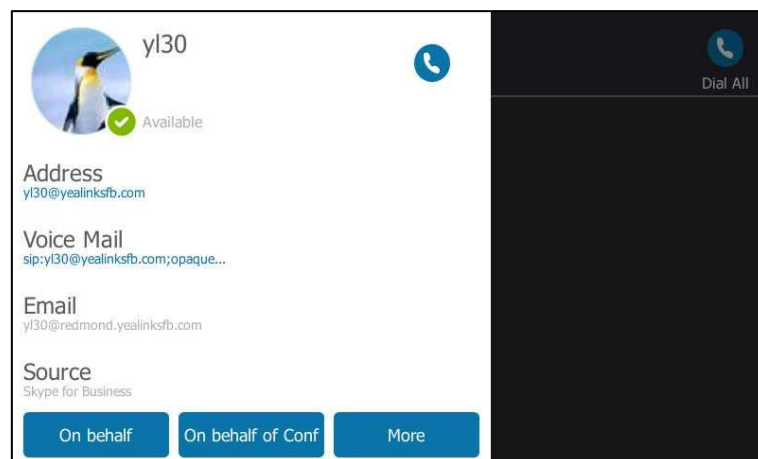 yl30
Available
Dial All
Address
yl30@yealinksfb.com
Voice Mail
sip:yl30@yealinksfb.com;opaque...
Email
yl30@redmond.yealinksfb.com
Source
Skype for Business
On behalf
On behalf of Conf
More